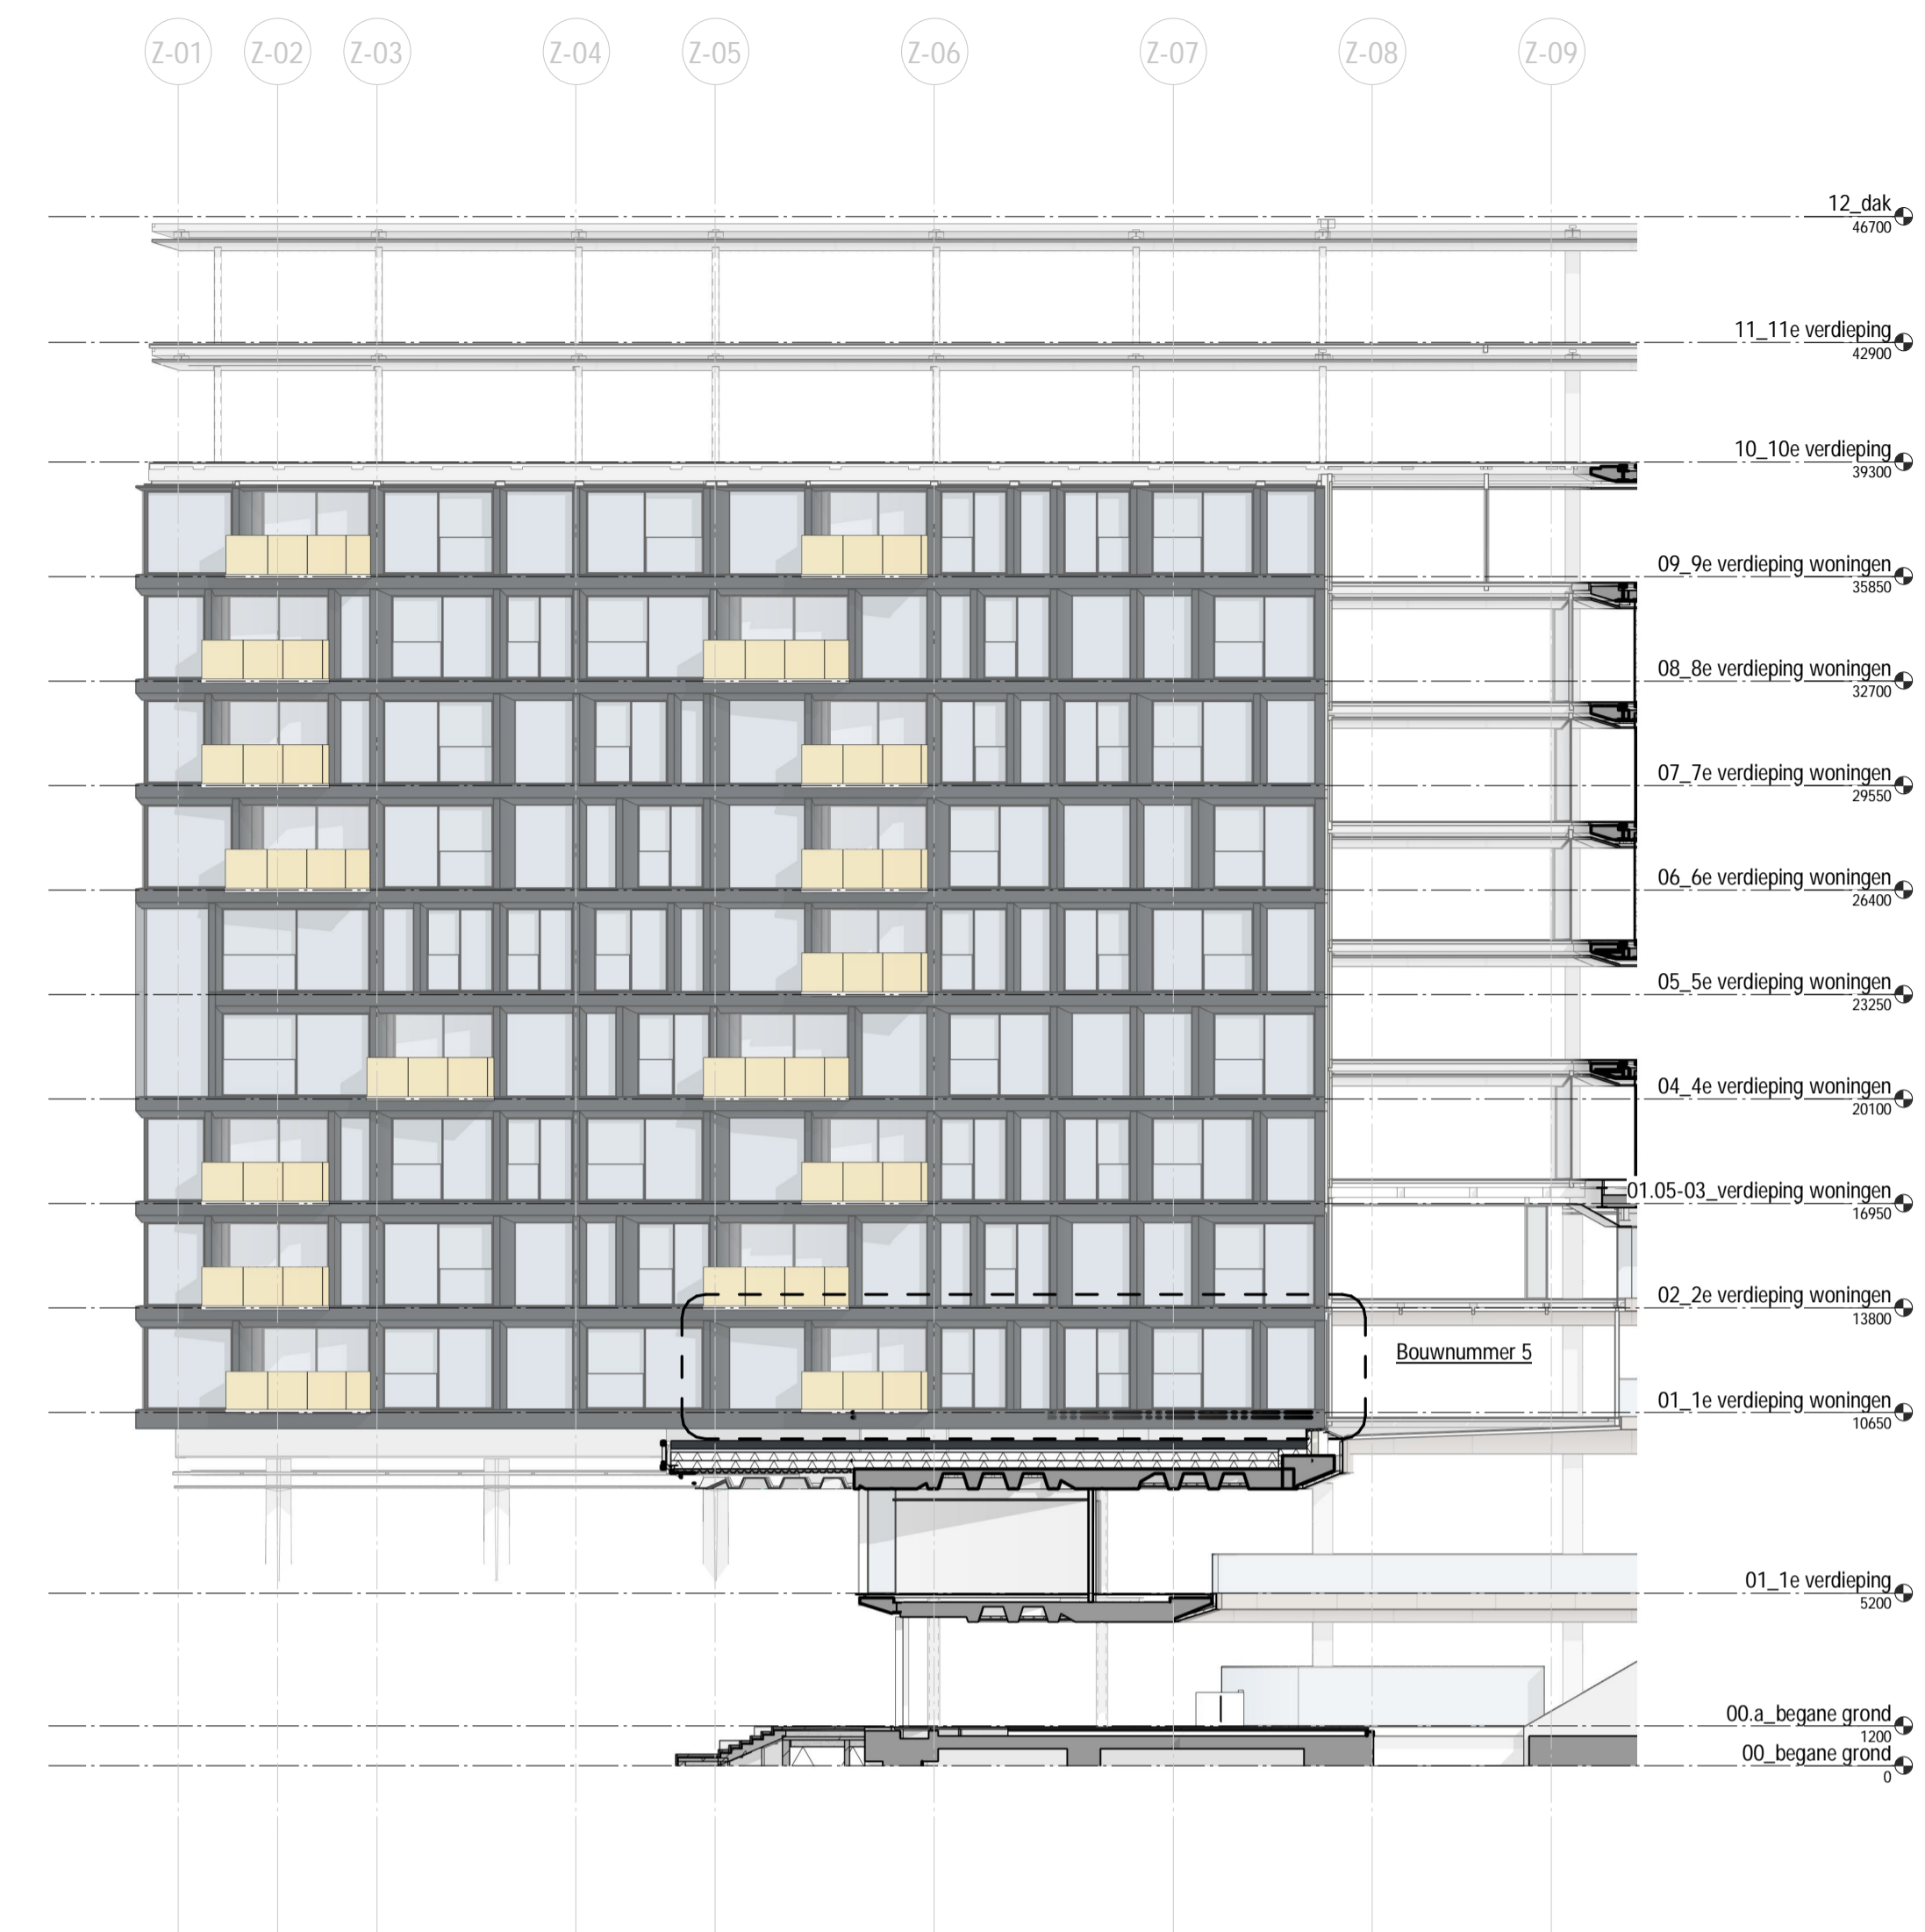 Z-01 Z-02 Z-03 Z-04 Z-05 Z-06 Z-07 Z-08 Z-09
12_dak
46700
11_11e verdieping
42900
10_10e verdieping
39300
09_9e verdieping woningen
35850
08_8e verdieping woningen
32700
07_7e verdieping woningen
29550
06_6e verdieping woningen
26400
05_5e verdieping woningen
23250
04_4e verdieping woningen
20100
01.05-03_verdieping woningen
16950
02_2e verdieping woningen
13800
Bouwnummer 5
01_1e verdieping woningen
10650
01_1e verdieping
5200
00.a_begane grond
1200
00_begane grond
0